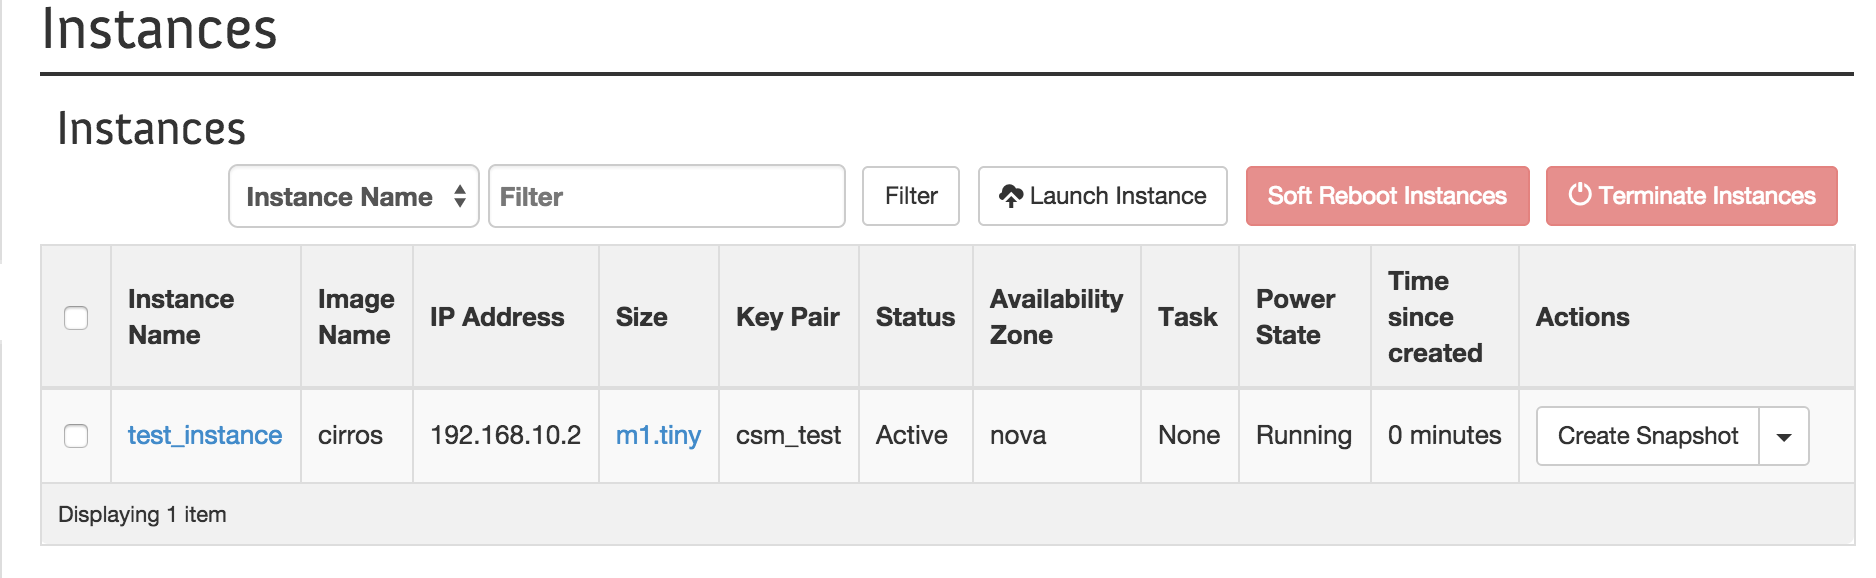 Instances
Instances
Instance Name Filter Filter Launch Instance Soft Reboot Instances Terminate Instances
Instance Name Image Name IP Address Size Key Pair Status Availability Zone Task Power State Time since created Actions
test_instance cirros 192.168.10.2 m1.tiny csm_test Active nova None Running 0 minutes Create Snapshot
Displaying 1 item